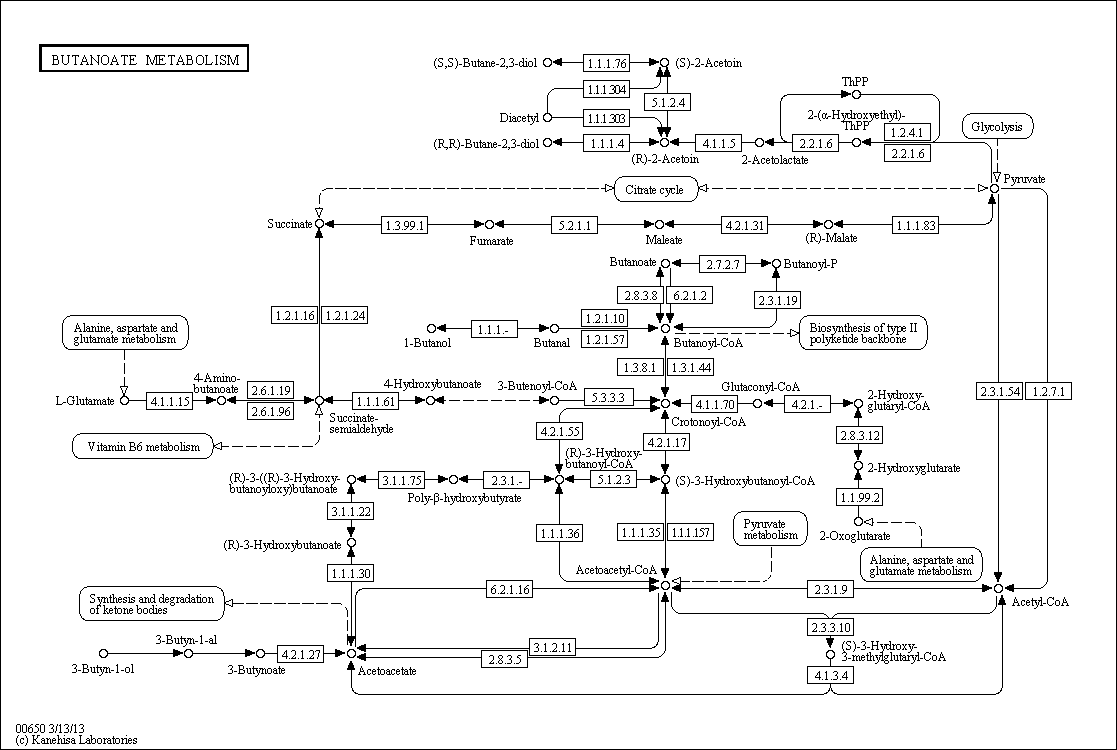 BUTANOATE METABOLISM
(S,S)-Butane-2,3-diol
1.1.1.76
(S)-2-Acetoin
1.1.1.304
5.1.2.4
Diacetyl
1.1.1.303
(R,R)-Butane-2,3-diol
1.1.1.4
(R)-2-Acetoin
4.1.1.5
2-Acetolactate
2.2.1.6
ThPP
2-(α-Hydroxyethyl)-
ThPP
1.2.4.1
2.2.1.6
Glycolysis
Pyruvate
Citrate cycle
Succinate
1.3.99.1
Fumarate
5.2.1.1
Maleate
4.2.1.31
(R)-Malate
1.1.1.83
Butanoate
2.7.2.7
Butanoyl-P
2.8.3.8
6.2.1.2
2.3.1.19
1.2.1.16
1.2.1.24
1-Butanol
1.1.1.-
Butanal
1.2.1.10
1.2.1.57
Butanoyl-CoA
Biosynthesis of type II
polyketide backbone
Alanine, aspartate and
glutamate metabolism
1.3.8.1
1.3.1.44
L-Glutamate
4.1.1.15
4-Amino-
butanoate
2.6.1.19
2.6.1.96
Succinate-
semialdehyde
1.1.1.61
4-Hydroxybutanoate
3-Butenoyl-CoA
5.3.3.3
Crotonoyl-CoA
4.1.1.70
Glutaconyl-CoA
4.2.1.-
2-Hydroxy-
glutaryl-CoA
2.3.1.54
1.2.7.1
Vitamin B6 metabolism
4.2.1.55
4.2.1.17
2.8.3.12
(R)-3-Hydroxy-
butanoyl-CoA
2-Hydroxyglutarate
(R)-3-((R)-3-Hydroxy-
butanoyloxy)butanoate
3.1.1.75
Poly-β-hydroxybutyrate
2.3.1.-
5.1.2.3
(S)-3-Hydroxybutanoyl-CoA
1.1.99.2
3.1.1.22
1.1.1.36
1.1.1.35
1.1.1.157
Pyruvate
metabolism
2-Oxoglutarate
(R)-3-Hydroxybutanoate
Alanine, aspartate and
glutamate metabolism
1.1.1.30
Acetoacetyl-CoA
6.2.1.16
2.3.1.9
Acetyl-CoA
Synthesis and degradation
of ketone bodies
2.3.3.10
3-Butyn-1-ol
3-Butyn-1-al
3-Butynoate
4.2.1.27
Acetoacetate
3.1.2.11
2.8.3.5
(S)-3-Hydroxy-
3-methylglutaryl-CoA
4.1.3.4
00650 3/13/13
(c) Kanehisa Laboratories